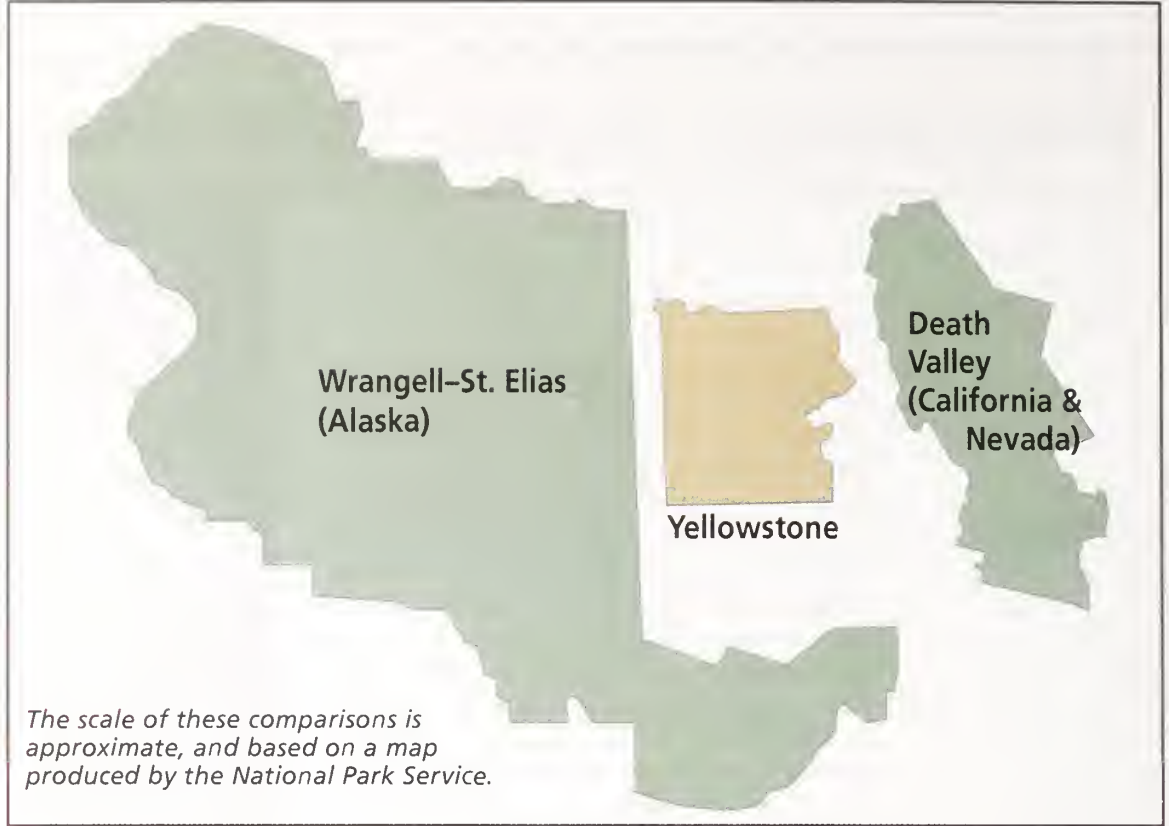 Wrangell–St. Elias
(Alaska)
Yellowstone
Death
Valley
(California &
Nevada)
The scale of these comparisons is
approximate, and based on a map
produced by the National Park Service.